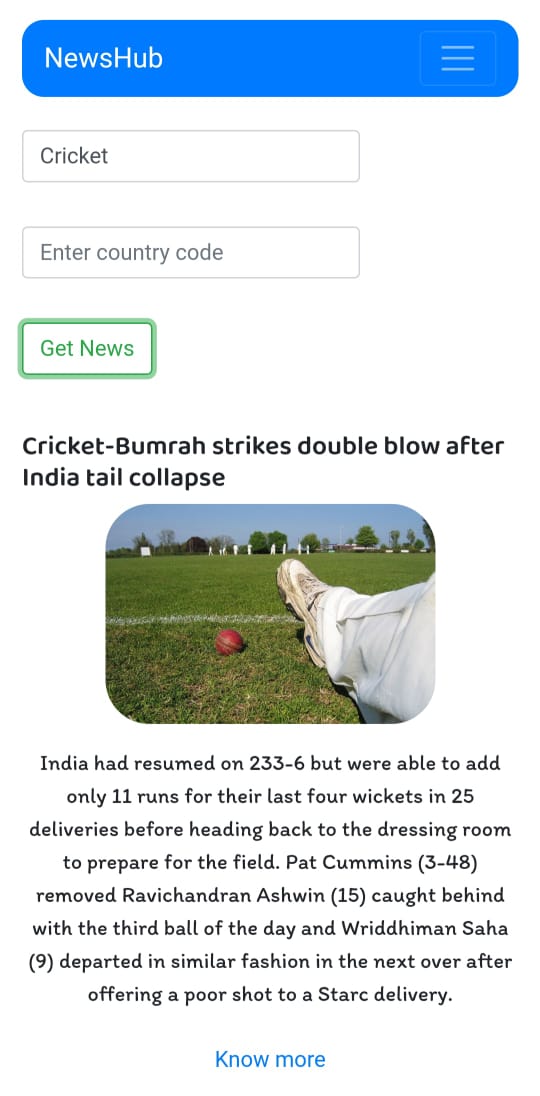 NewsHub
Cricket
Enter country code
Get News
Cricket-Bumrah strikes double blow after
India tail collapse
India had resumed on 233-6 but were able to add
only 11 runs for their last four wickets in 25
deliveries before heading back to the dressing room
to prepare for the field. Pat Cummins (3-48)
removed Ravichandran Ashwin (15) caught behind
with the third ball of the day and Wriddhiman Saha
(9) departed in similar fashion in the next over after
offering a poor shot to a Starc delivery.
Know more